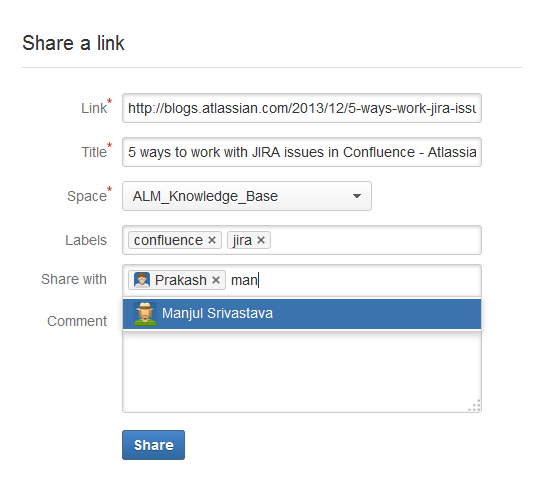 Share a link
Link* http://blogs.atlassian.com/2013/12/5-ways-work-jira-issu
Title* 5 ways to work with JIRA issues in Confluence - Atlassia
Space* ALM_Knowledge_Base
Labels confluence × jira ×
Share with Prakash × man
Manjul Srivastava
Comment
Share